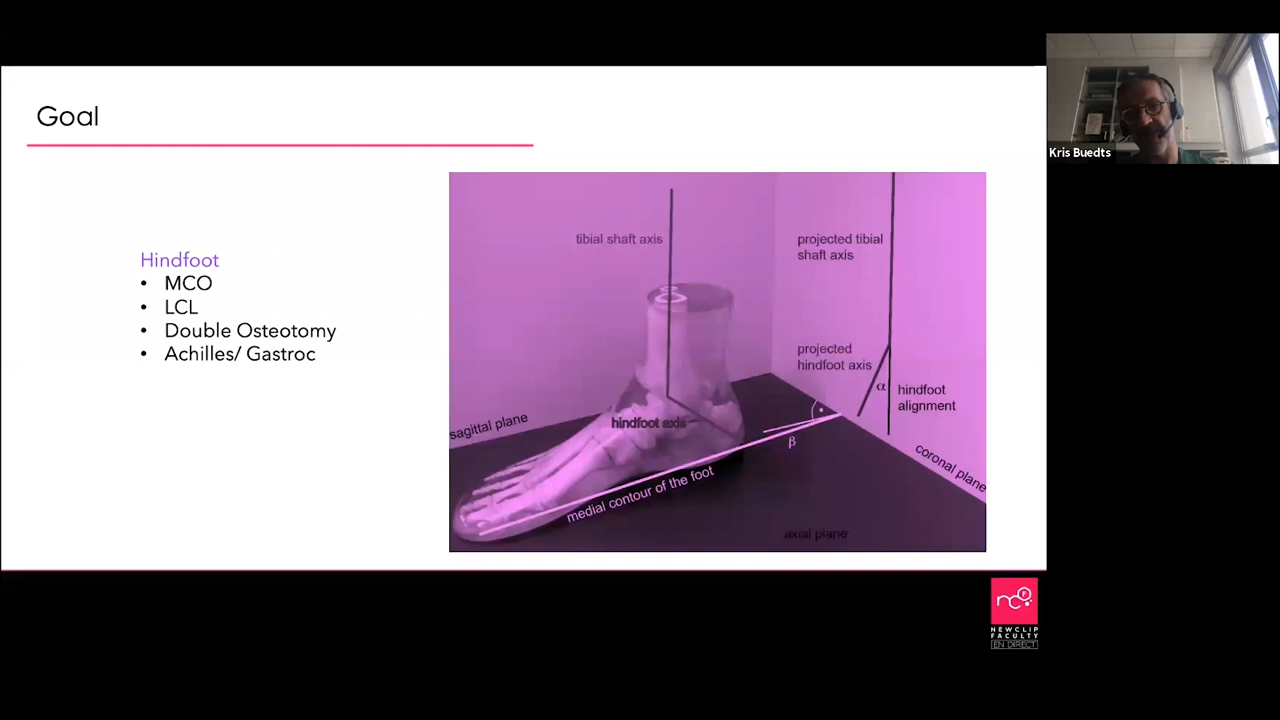 Goal
Hindfoot
• MCO
• LCL
• Double Osteotomy
• Achilles/ Gastroc
tibial shaft axis
projected tibial
shaft axis
projected
hindfoot axis
α
hindfoot
alignment
sagittal plane
hindfoot axis
β
medial contour of the foot
coronal plane
axial plane
Kris Buedts
NEWCLIP
FACULTY
EN DIRECT